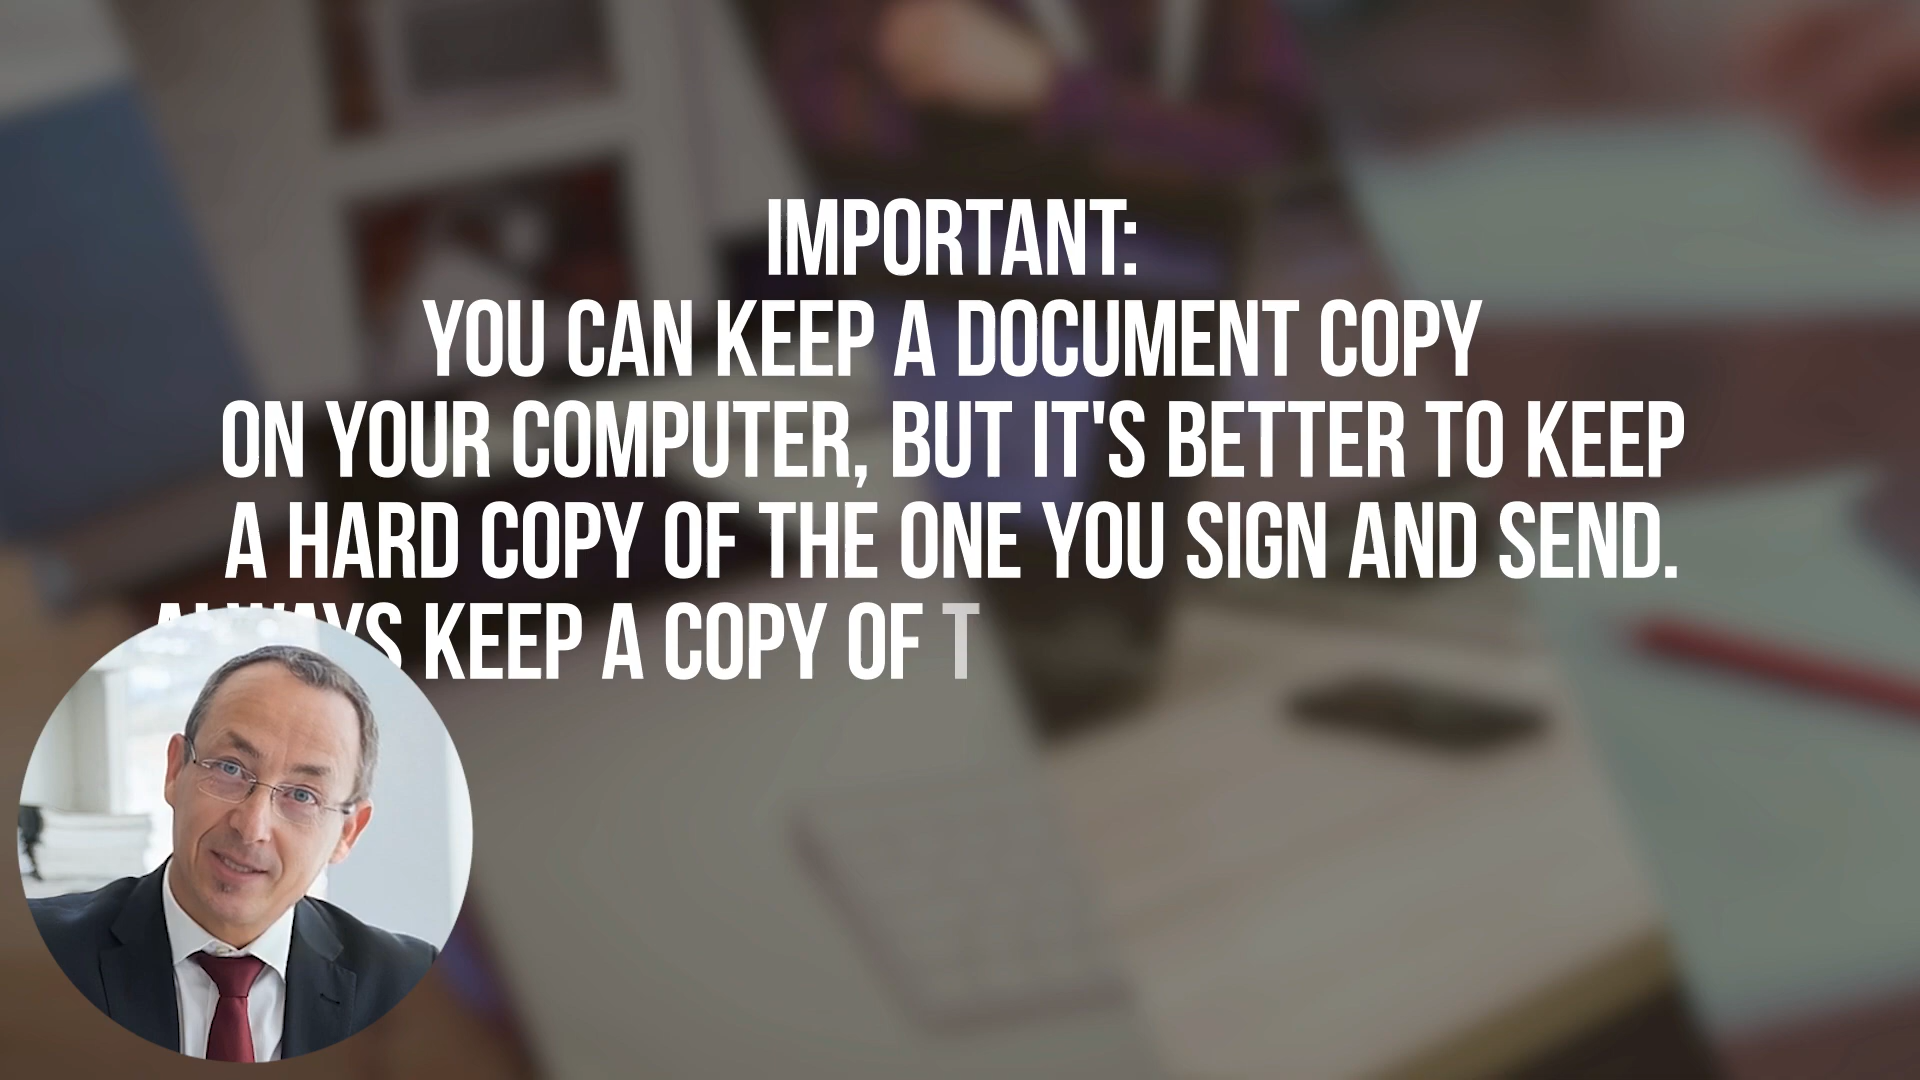 IMPORTANT:
YOU CAN KEEP A DOCUMENT COPY
ON YOUR COMPUTER, BUT IT'S BETTER TO KEEP
A HARD COPY OF THE ONE YOU SIGN AND SEND.
ALWAYS KEEP A COPY OF T